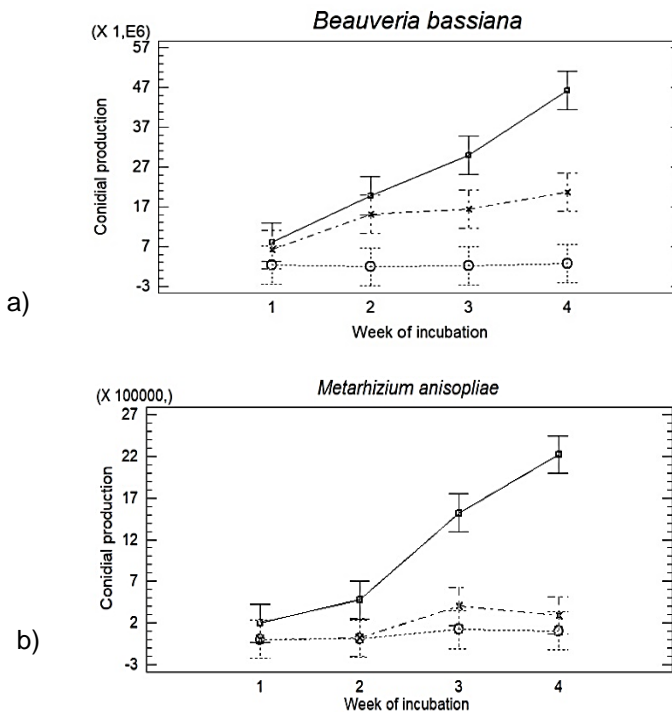 Beauveria bassiana
(X 1,E6)
57
47
37
27
17
7
-3
Conidial production
1 2 3 4
Week of incubation
a)
Metarhizium anisopliae
(X 100000,)
27
22
17
12
7
2
-3
Conidial production
1 2 3 4
Week of incubation
b)